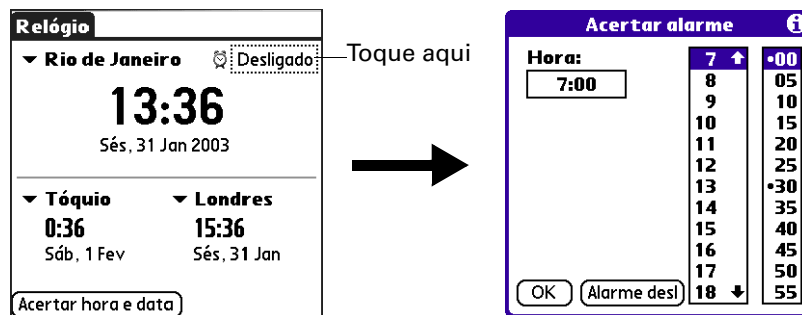 Relógio
Rio de Janeiro Desligado
13:36
Sés, 31 Jan 2003
Tóquio Londres
0:36 15:36
Sáb, 1 Fev Sés, 31 Jan
Acertar hora e data
Toque aqui
Acertar alarme i
Hora:
7:00
7 •00
8 05
9 10
10 15
11 20
12 25
13 •30
14 35
15 40
16 45
17 50
18 55
OK Alarme desl